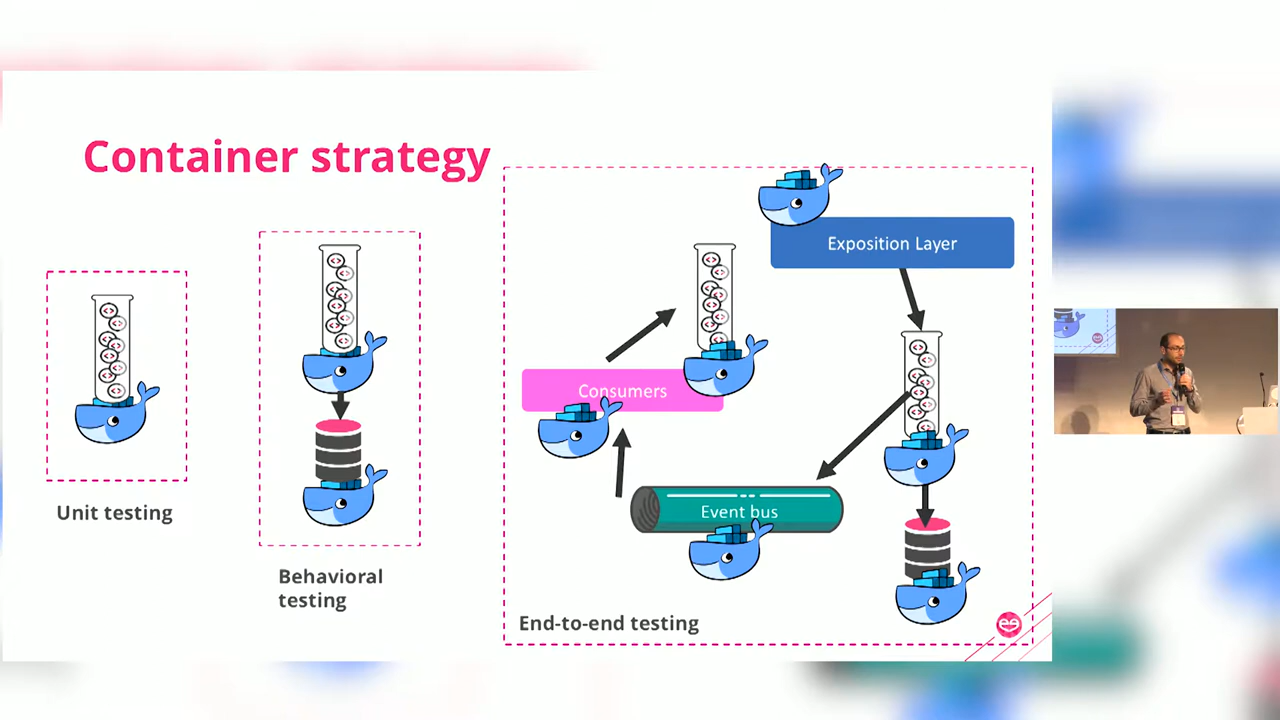 Container strategy
Exposition Layer
Consumers
Event bus
Unit testing
Behavioral
testing
End-to-end testing